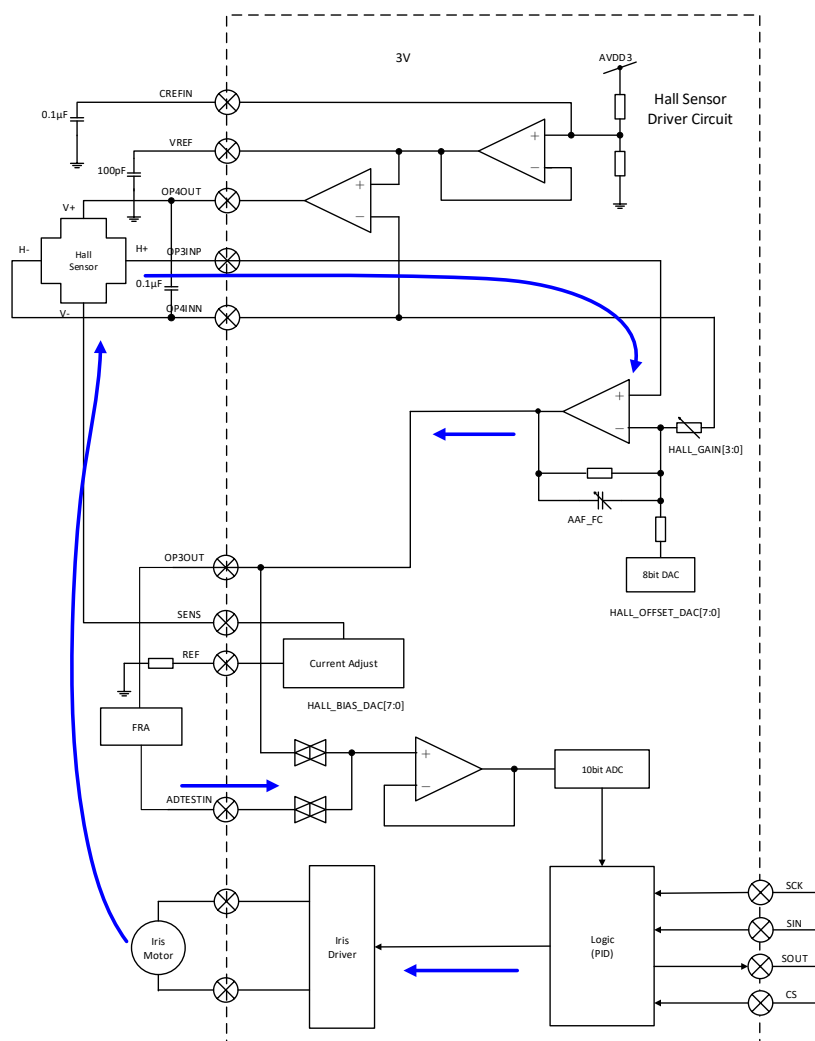 3V
AVDD3
Hall Sensor
Driver Circuit
CREFIN
0.1µF
VREF
100pF
OP4OUT
V+
H-
Hall
Sensor
H+
OP3INP
0.1µF
V-
OP4INN
+
−
+
−
+
−
HALL_GAIN[3:0]
AAF_FC
8bit DAC
HALL_OFFSET_DAC[7:0]
OP3OUT
SENS
REF
Current Adjust
HALL_BIAS_DAC[7:0]
FRA
+
−
10bit ADC
ADTESTIN
Iris
Motor
Iris
Driver
Logic
(PID)
SCK
SIN
SOUT
CS